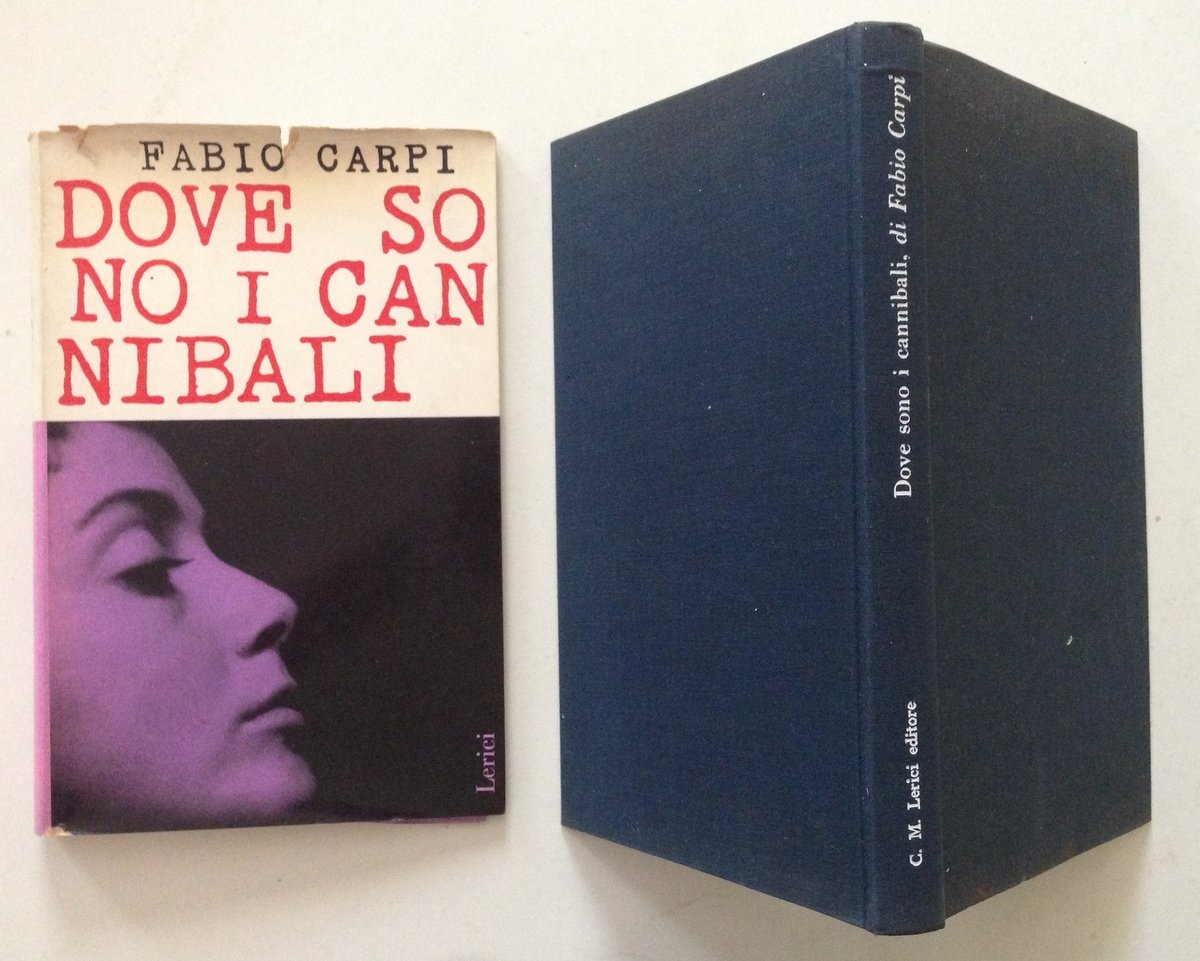 FABIO CARPI
DOVE SO
NO I CAN
NIBALI
Lerici
Dove sono i cannibali, di Fabio Carpi
C. M. Lerici editore